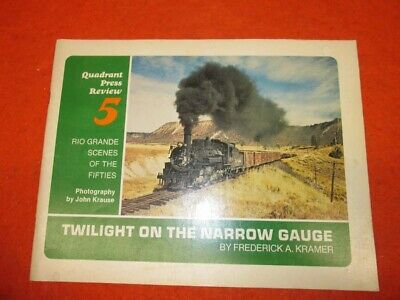 Quadrant
Press
Review
5
RIO GRANDE
SCENES
OF THE
FIFTIES
Photography
by John Krause
TWILIGHT ON THE NARROW GAUGE
BY FREDERICK A. KRAMER